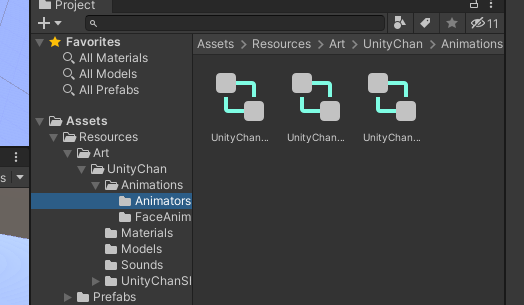 Project
11
Favorites
All Materials
All Models
All Prefabs
Assets
Resources
Art
UnityChan
Animations
Animators
FaceAnim
Materials
Models
Sounds
UnityChanSl
Prefabs
s
Assets > Resources > Art > UnityChan > Animations
UnityChan... UnityChan... UnityChan...